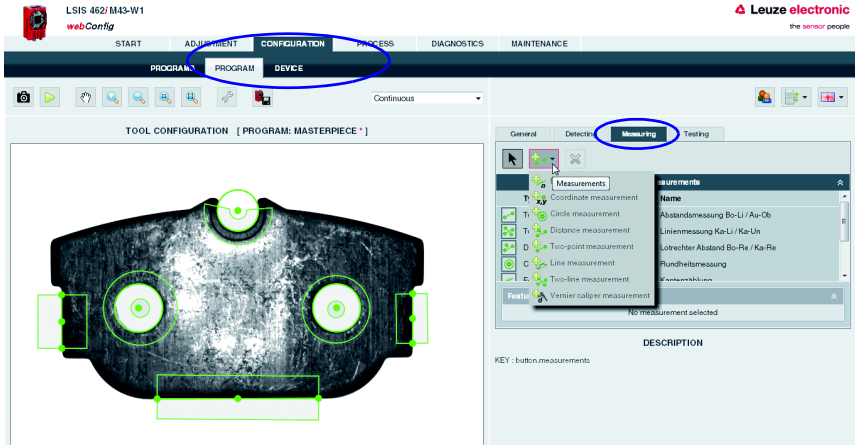 LSIS 462i M43-W1
webConfig
Leuze electronic
the sensor people
START ADJUSTMENT CONFIGURATION PROCESS DIAGNOSTICS MAINTENANCE
PROGRAMS PROGRAM DEVICE
Continuous
TOOL CONFIGURATION [ PROGRAM: MASTERPIECE * ]
General Detecting Measuring Testing
Measurements
Name
Coordinate measurement
Abstandsmessung Bo-Li / Au-Ob
Circle measurement
Linienmessung Ka-Li / Ka-Un
Distance measurement
Lotrechter Abstand Bo-Re / Ka-Re
Two-point measurement
Rundheitsmessung
Line measurement
Kantenzählung
Two-line measurement
Vernier caliper measurement
No measurement selected
DESCRIPTION
KEY : button.measurements